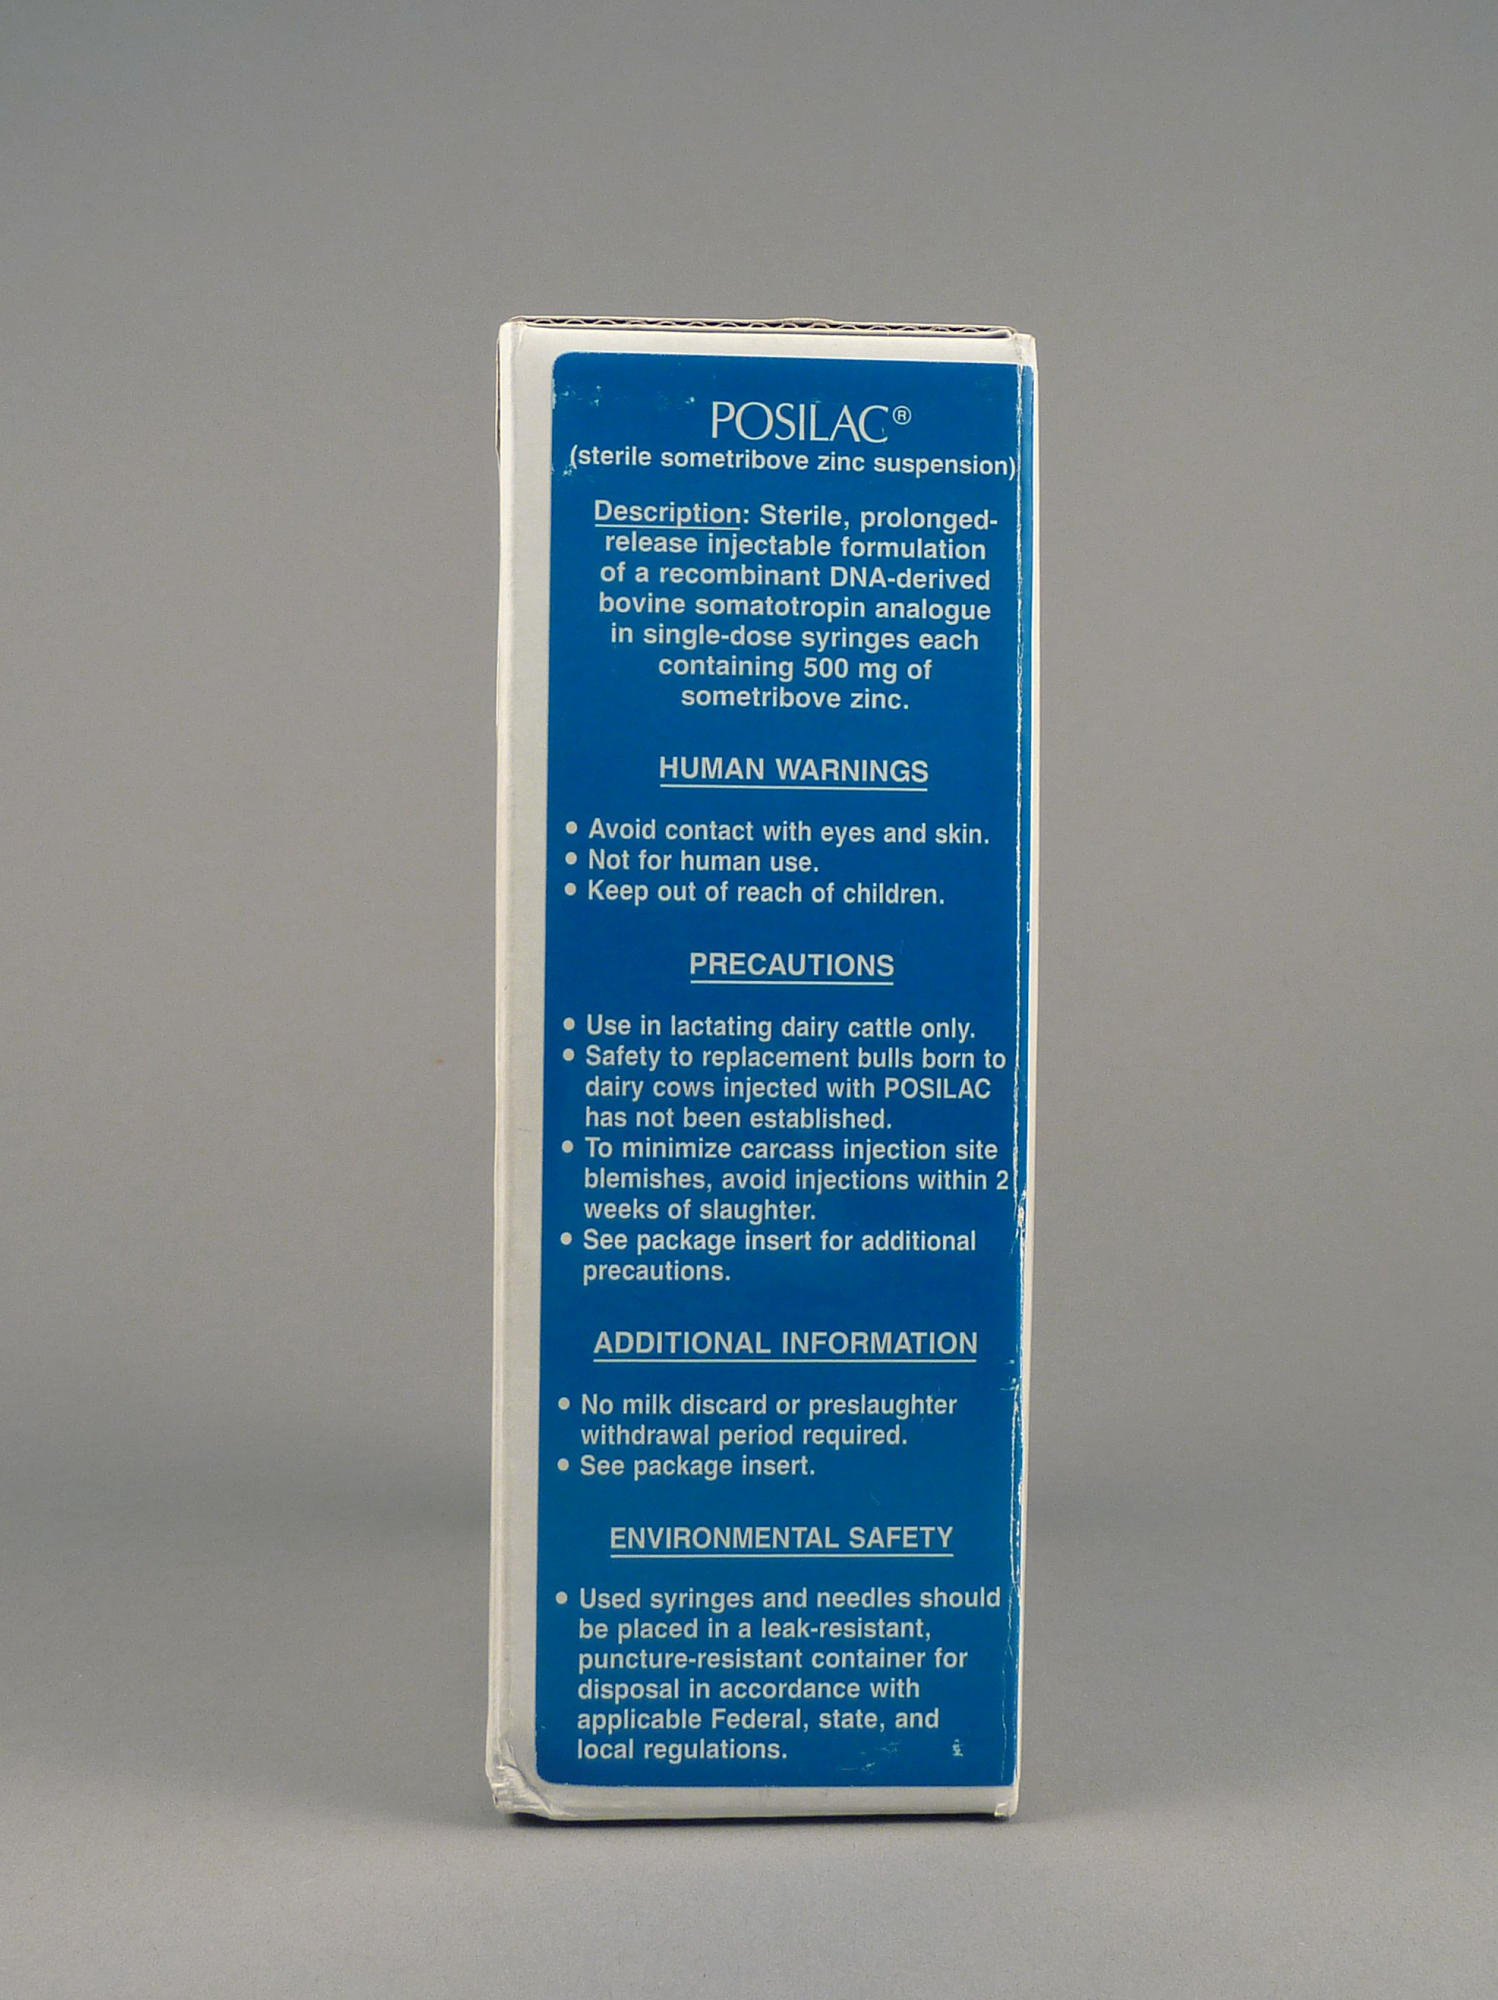 POSILAC®
(sterile sometribove zinc suspension)
Description: Sterile, prolonged-
release injectable formulation
of a recombinant DNA-derived
bovine somatotropin analogue
in single-dose syringes each
containing 500 mg of
sometribove zinc.
HUMAN WARNINGS
• Avoid contact with eyes and skin.
• Not for human use.
• Keep out of reach of children.
PRECAUTIONS
• Use in lactating dairy cattle only.
• Safety to replacement bulls born to
dairy cows injected with POSILAC
has not been established.
• To minimize carcass injection site
blemishes, avoid injections within 2
weeks of slaughter.
• See package insert for additional
precautions.
ADDITIONAL INFORMATION
• No milk discard or preslaughter
withdrawal period required.
• See package insert.
ENVIRONMENTAL SAFETY
• Used syringes and needles should
be placed in a leak-resistant,
puncture-resistant container for
disposal in accordance with
applicable Federal, state, and
local regulations.